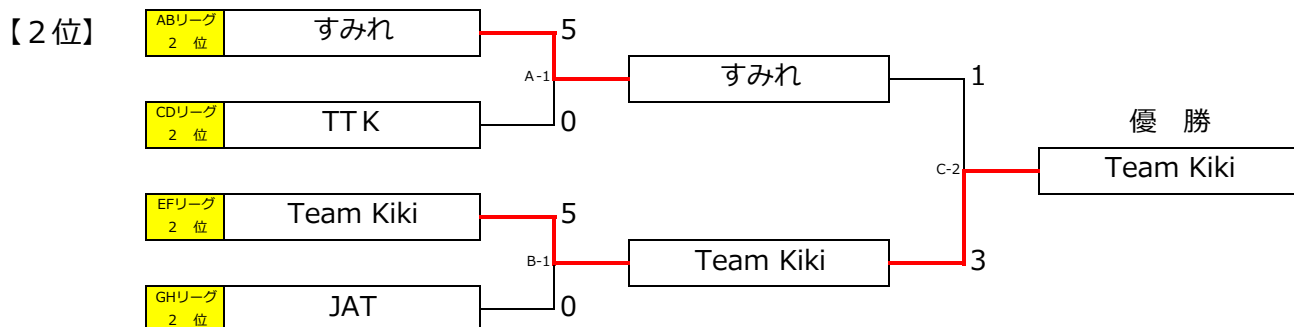 【２位】
ABリーグ
2　位
すみれ
5
A-1
すみれ
1
CDリーグ
2　位
TTK
0
優　勝
C-2
Team Kiki
EFリーグ
2　位
Team Kiki
5
B-1
Team Kiki
3
GHリーグ
2　位
JAT
0